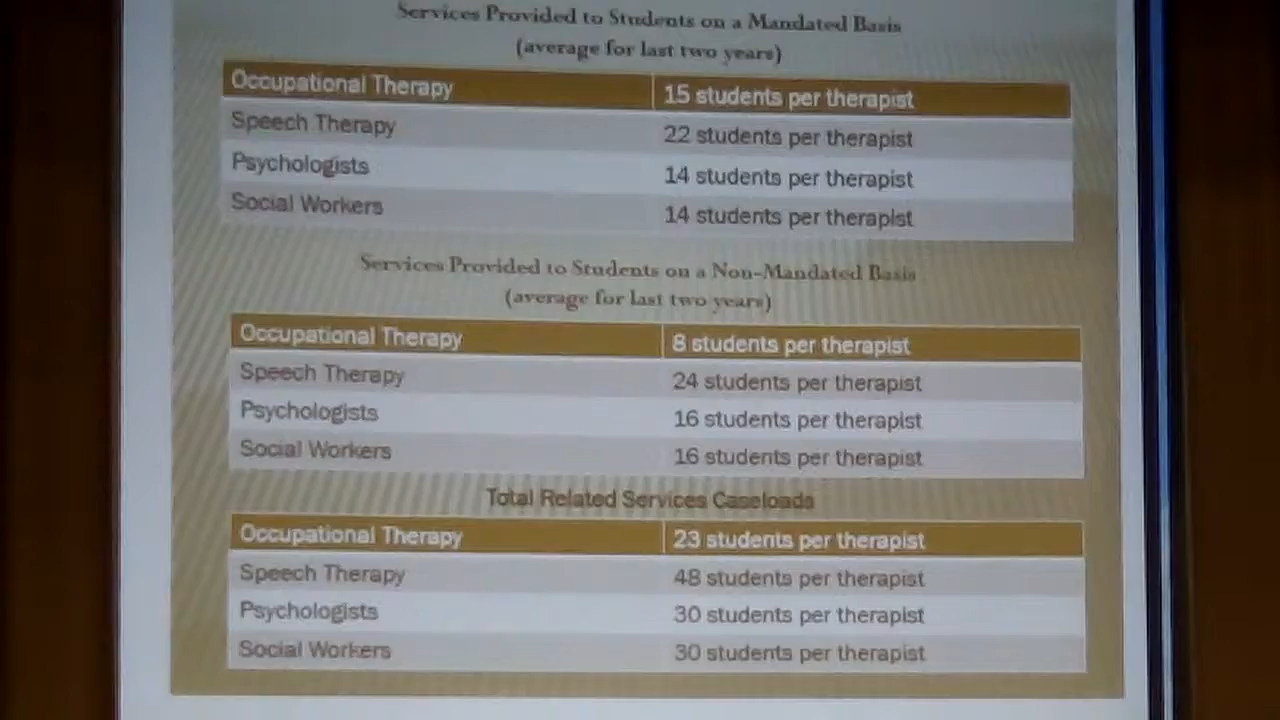 Services Provided to Students on a Mandated Basis
(average for last two years)
Occupational Therapy 15 students per therapist
Speech Therapy 22 students per therapist
Psychologists 14 students per therapist
Social Workers 14 students per therapist
Services Provided to Students on a Non-Mandated Basis
(average for last two years)
Occupational Therapy 8 students per therapist
Speech Therapy 24 students per therapist
Psychologists 16 students per therapist
Social Workers 16 students per therapist
Total Related Services Caseloads
Occupational Therapy 23 students per therapist
Speech Therapy 48 students per therapist
Psychologists 30 students per therapist
Social Workers 30 students per therapist